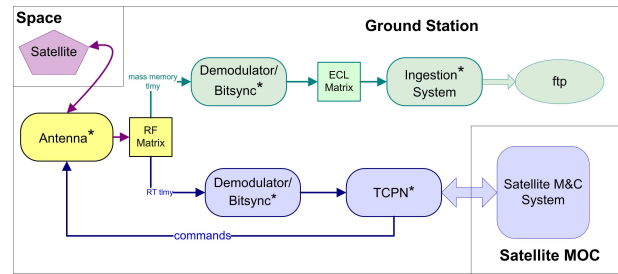 Space
Ground Station
Satellite
mass memory
tlmy
Demodulator/
Bitsync*
ECL
Matrix
Ingestion*
System
ftp
Antenna*
RF
Matrix
RT tlmy
Demodulator/
Bitsync*
TCPN*
Satellite M&C
System
commands
Satellite MOC